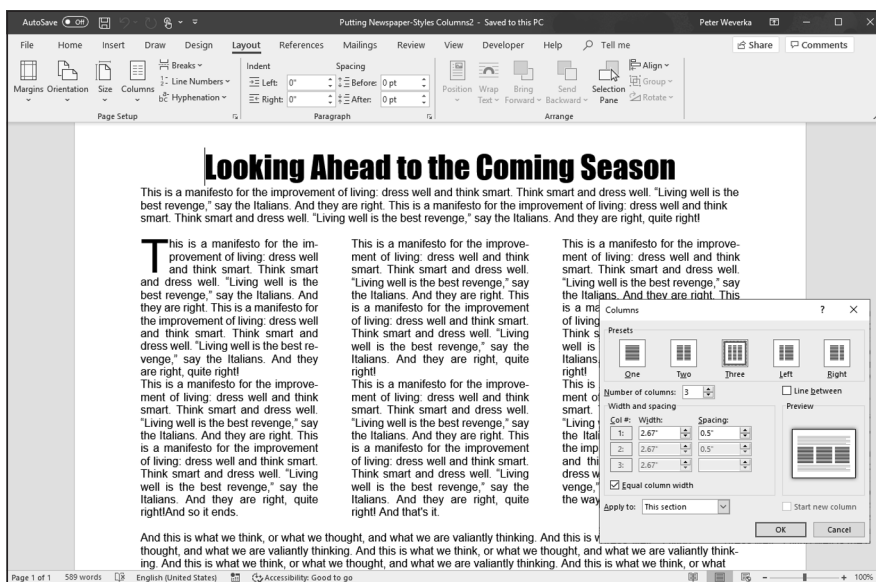 AutoSave Off Putting Newspaper-Styles Columns2 - Saved to this PC Peter Weverka
File Home Insert Draw Design Layout References Mailings Review View Developer Help Tell me Share Comments
Margins Orientation Size Columns
Breaks
Line Numbers
Hyphenation
Page Setup
Indent Spacing
Left: 0" Before: 0 pt
Right: 0" After: 0 pt
Paragraph
Position Wrap Text Bring Forward Send Backward Selection Pane
Align
Group
Rotate
Arrange
Looking Ahead to the Coming Season
This is a manifesto for the improvement of living: dress well and think smart. Think smart and dress well. "Living well is the
best revenge," say the Italians. And they are right. This is a manifesto for the improvement of living: dress well and think
smart. Think smart and dress well. "Living well is the best revenge," say the Italians. And they are right, quite right!
This is a manifesto for the im-
provement of living: dress well
and think smart. Think smart
and dress well. "Living well is the
best revenge," say the Italians. And
they are right. This is a manifesto for
the improvement of living: dress well
and think smart. Think smart and
dress well. "Living well is the best re-
venge," say the Italians. And they
are right, quite right!
This is a manifesto for the improve-
ment of living: dress well and think
smart. Think smart and dress well.
"Living well is the best revenge," say
the Italians. And they are right. This
is a manifesto for the improvement
of living: dress well and think smart.
Think smart and dress well. "Living
well is the best revenge," say the
Italians. And they are right, quite
right!And so it ends.
This is a manifesto for the improve-
ment of living: dress well and think
smart. Think smart and dress well.
"Living well is the best revenge," say
the Italians. And they are right. This
is a manifesto for the improvement
of living: dress well and think smart.
Think smart and dress well. "Living
well is the best revenge," say the
Italians. And they are right, quite
right!
This is a manifesto for the improve-
ment of living: dress well and think
smart. Think smart and dress well.
"Living well is the best revenge," say
the Italians. And they are right. This
is a manifesto for the improvement
of living: dress well and think smart.
Think smart and dress well. "Living
well is the best revenge," say the
Italians. And they are right, quite
right! And that's it.
This is a manifesto for the improve-
ment of living: dress well and think
smart. Think smart and dress well.
"Living well is the best revenge," say
the Italians. And they are right. This
is a ma
of living
Think s
well is
Italians.
right!
This is
ment o
smart.
"Living
the Itali
the imp
and thi
dress w
venge,"
the way
And this is what we think, or what we thought, and what we are valiantly thinking. And this is w
thought, and what we are valiantly thinking. And this is what we think, or what we thought, and what we are valiantly think-
ing. And this is what we think, or what we thought, and what we are valiantly thinking. And this is what we think, or what
Columns ? ×
Presets
One Two Three Left Right
Number of columns: 3 Line between
Width and spacing Preview
Col #: Width: Spacing:
1: 2.67" 0.5"
2: 2.67" 0.5"
3: 2.67"
Equal column width
Apply to: This section Start new column
OK Cancel
Page 1 of 1 589 words English (United States) Accessibility: Good to go 100%